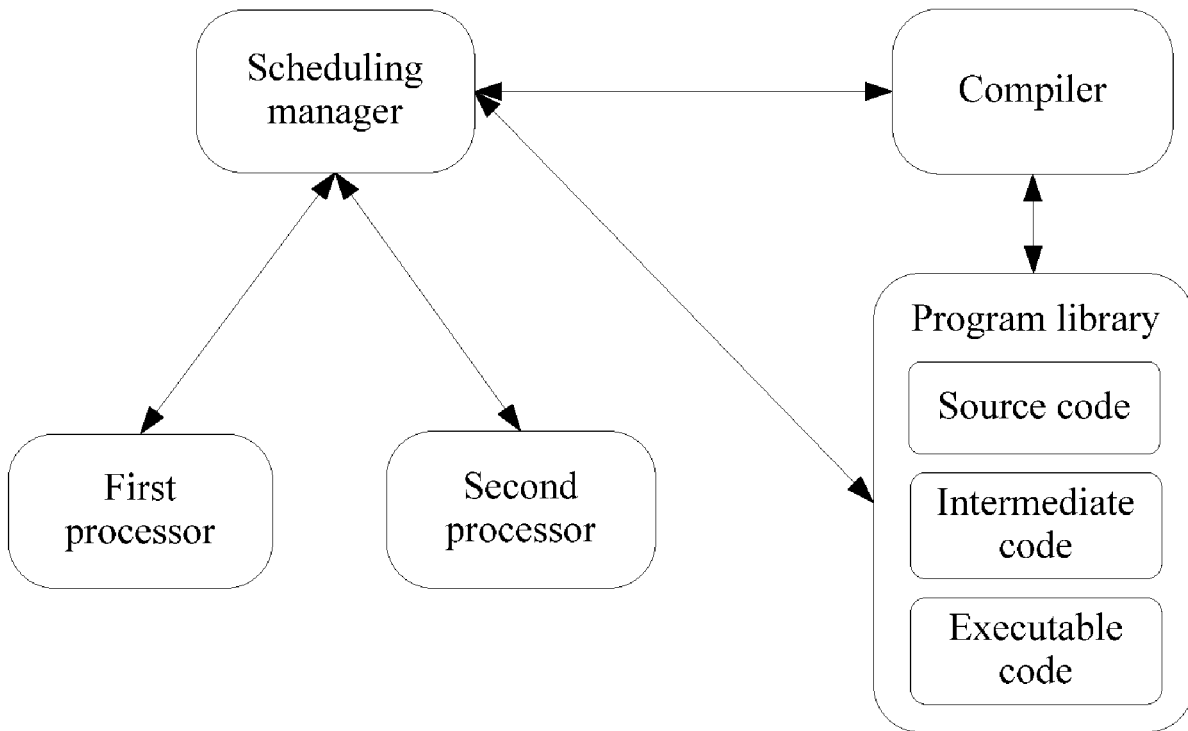 Scheduling
manager
Compiler
First
processor
Second
processor
Program library
Source code
Intermediate
code
Executable
code